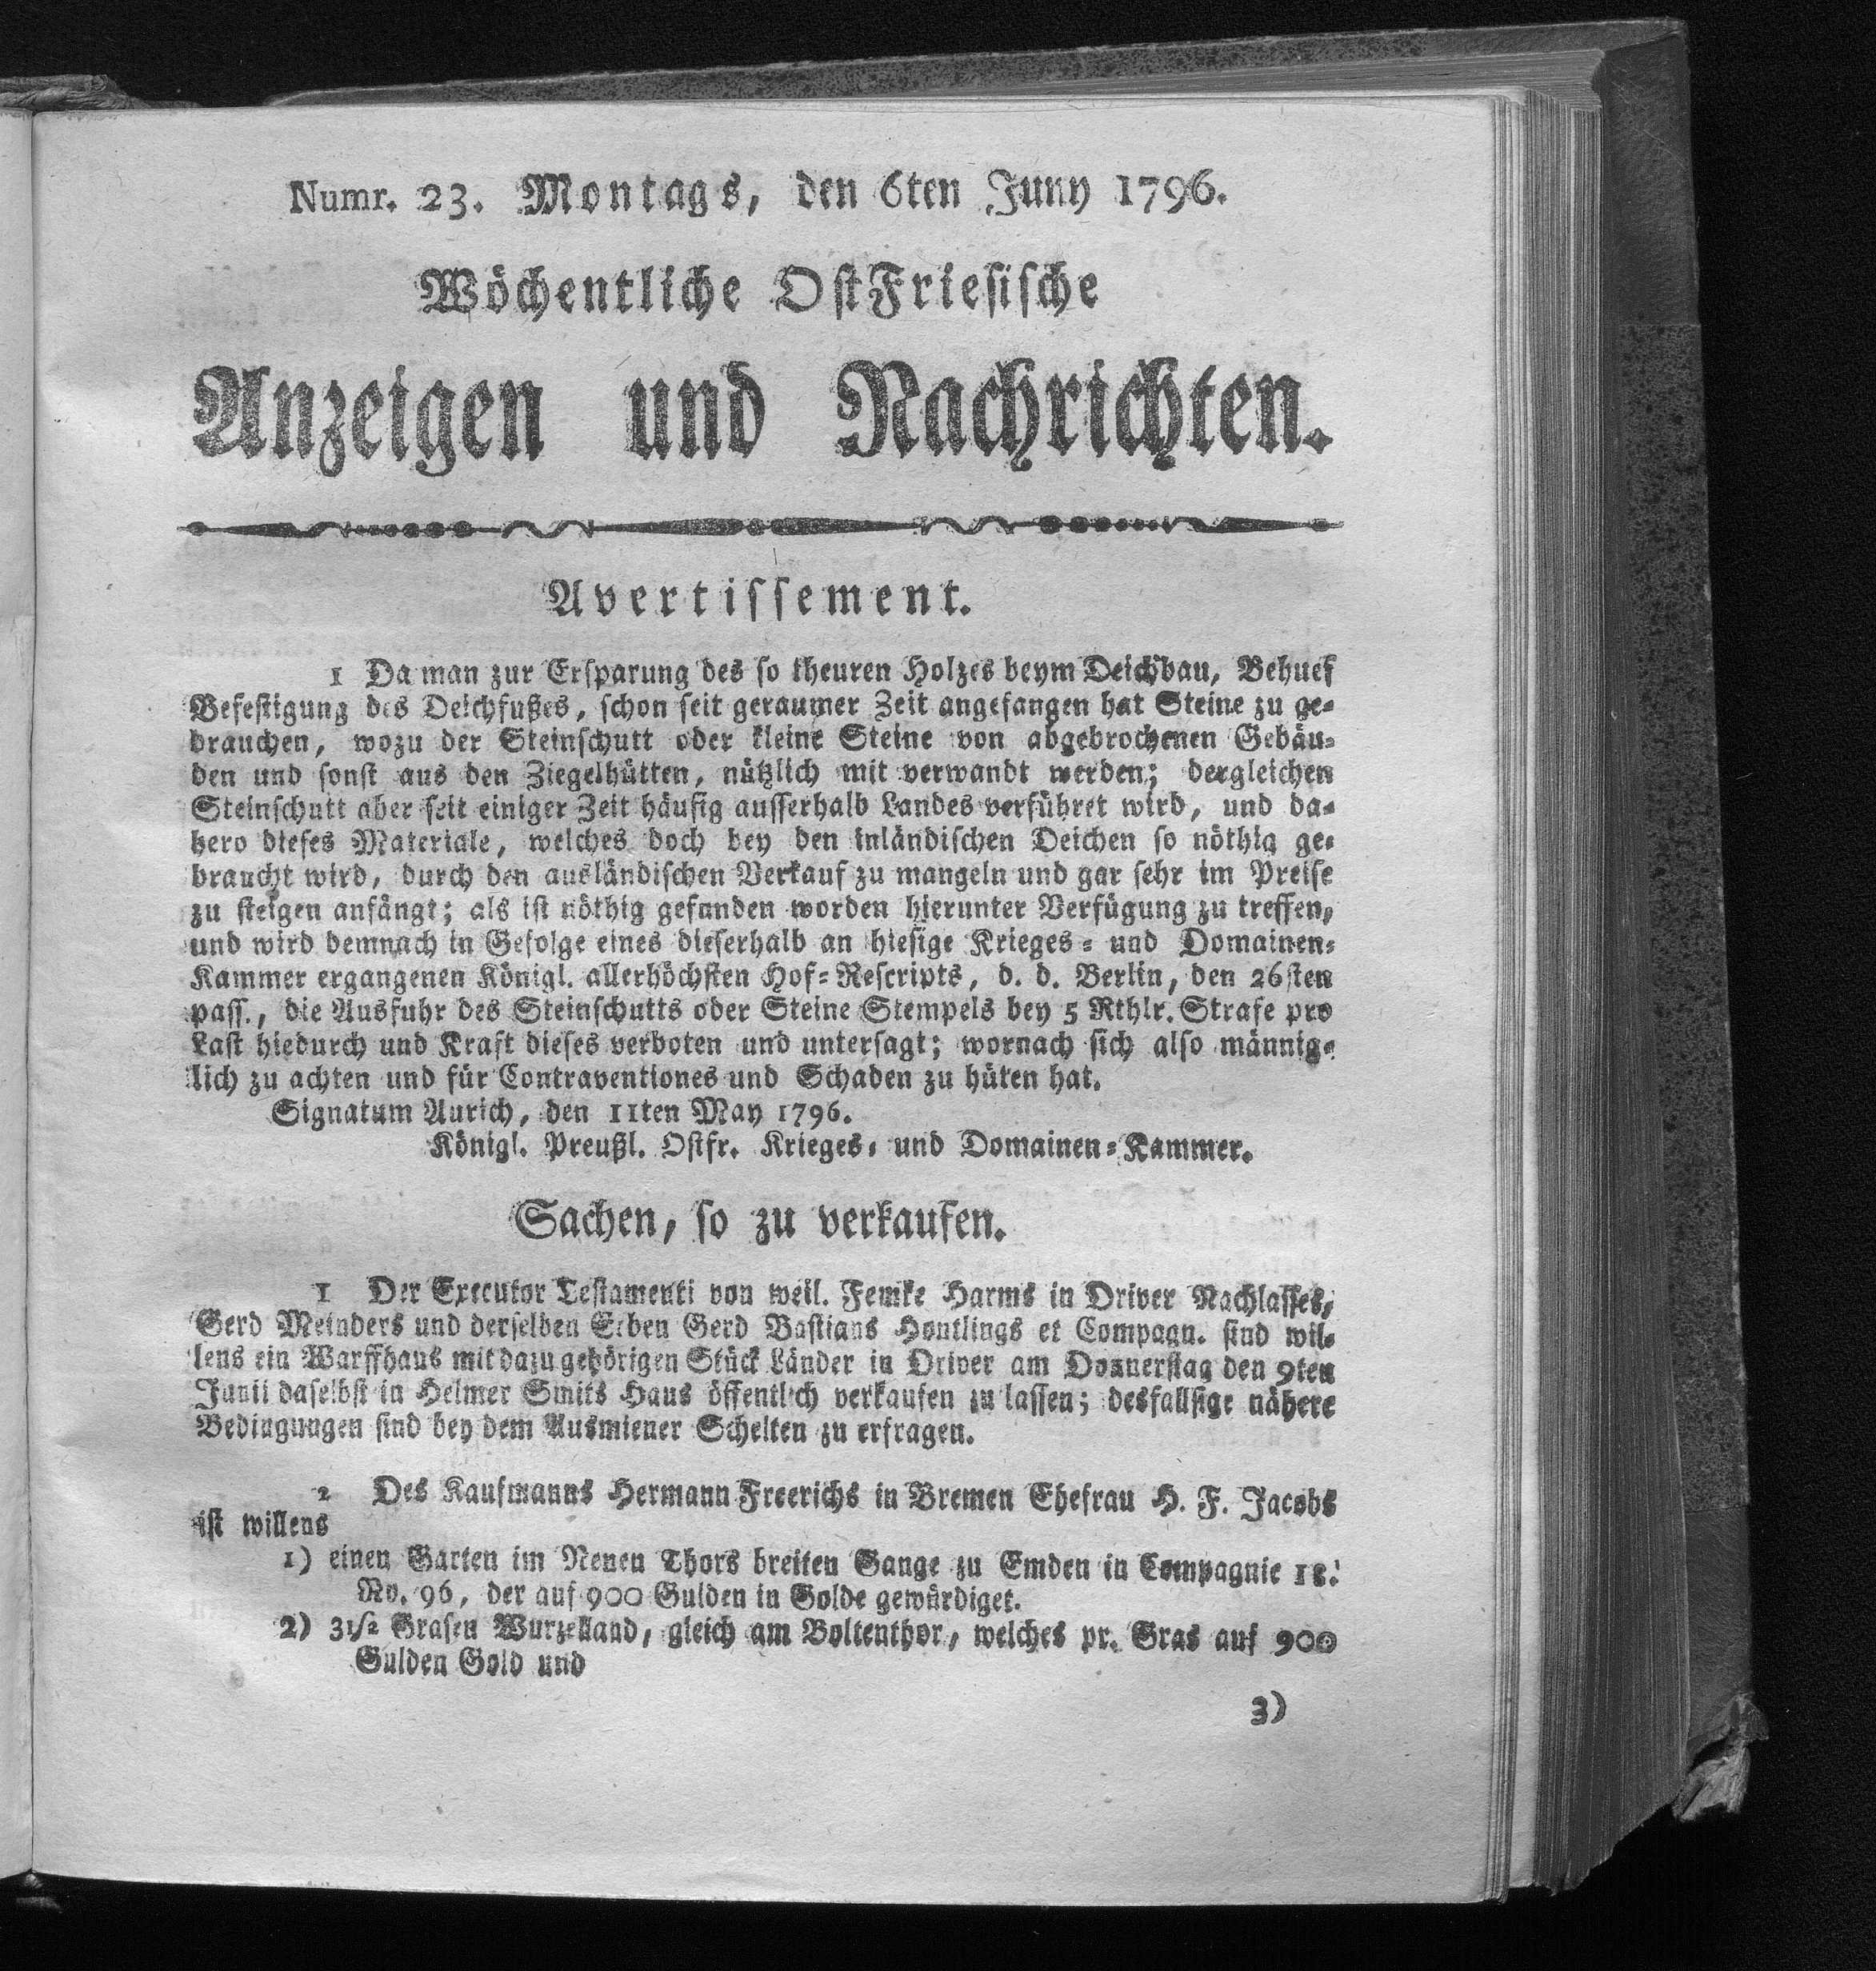 Numr. 23. Montags, den 6ten Juny 1796.
Wöchentliche OstFriesische
Anzeigen und Nachrichten.
Avertissement.
1 Da man zur Ersparung des so theuren Holzes beym Deichbau, Behuef
Befestigung des Deichfußes, schon seit geraumer Zeit angefangen hat Steine zu ge-
brauchen, wozu der Steinschutt oder kleine Steine von abgebrochenen Gebäu-
den und sonst aus den Ziegelhütten, nützlich mit verwandt werden; dergleichen
Steinschutt aber seit einiger Zeit häufig ausserhalb Landes verführet wird, und da-
hero dieses Materiale, welches doch bey den inländischen Deichen so nöthig ge-
braucht wird, durch den ausländischen Verkauf zu mangeln und gar sehr im Preise
zu steigen anfängt; als ist nöthig gefunden worden hierunter Verfügung zu treffen,
und wird demnach in Gefolge eines dieserhalb an hiesige Krieges- und Domainen-
Kammer ergangenen Königl. allerhöchsten Hof-Rescripts, d. d. Berlin, den 26sten
pass., die Ausfuhr des Steinschutts oder Steine Stempels bey 5 Rthlr. Strafe pro
Last hiedurch und Kraft dieses verboten und untersagt; wornach sich also männig-
lich zu achten und für Contraventiones und Schaden zu hüten hat.
Signatum Aurich, den 11ten May 1796.
Königl. Preußl. Ostfr. Krieges, und Domainen-Kammer.
Sachen, so zu verkaufen.
1 Der Executor Testamenti von weil. Femke Harms in Driver Nachlasses,
Gerd Meinders und derselben Erben Gerd Bastians Hontlings et Compagn. sind wil-
lens ein Warffhaus mit dazu gehörigen Stück Länder in Driver am Donnerstag den 9ten
Junii daselbst in Helmer Smits Haus öffentlich verkaufen zu lassen; desfallsige nähere
Bedingungen sind bey dem Ausmiener Schelten zu erfragen.
2 Des Kaufmanns Hermann Freerichs in Bremen Ehefrau H. F. Jacobs
ist willens
1) einen Garten im Neuen Thors breiten Gange zu Emden in Compagnie 18.
No. 96, der auf 900 Gulden in Golde gewürdiget.
2) 3 1/2 Grasen Wurzelland, gleich am Boltenthor, welches pr. Gras auf 900
Gulden Gold und
3)